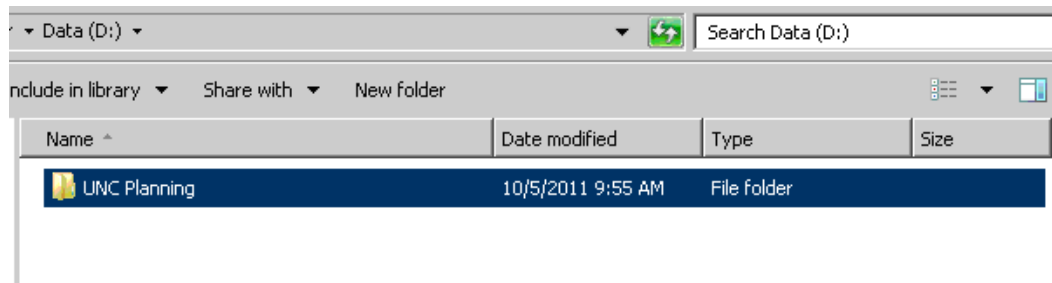 Data (D:) Search Data (D:)
nclude in library Share with New folder
Name Date modified Type Size
UNC Planning 10/5/2011 9:55 AM File folder